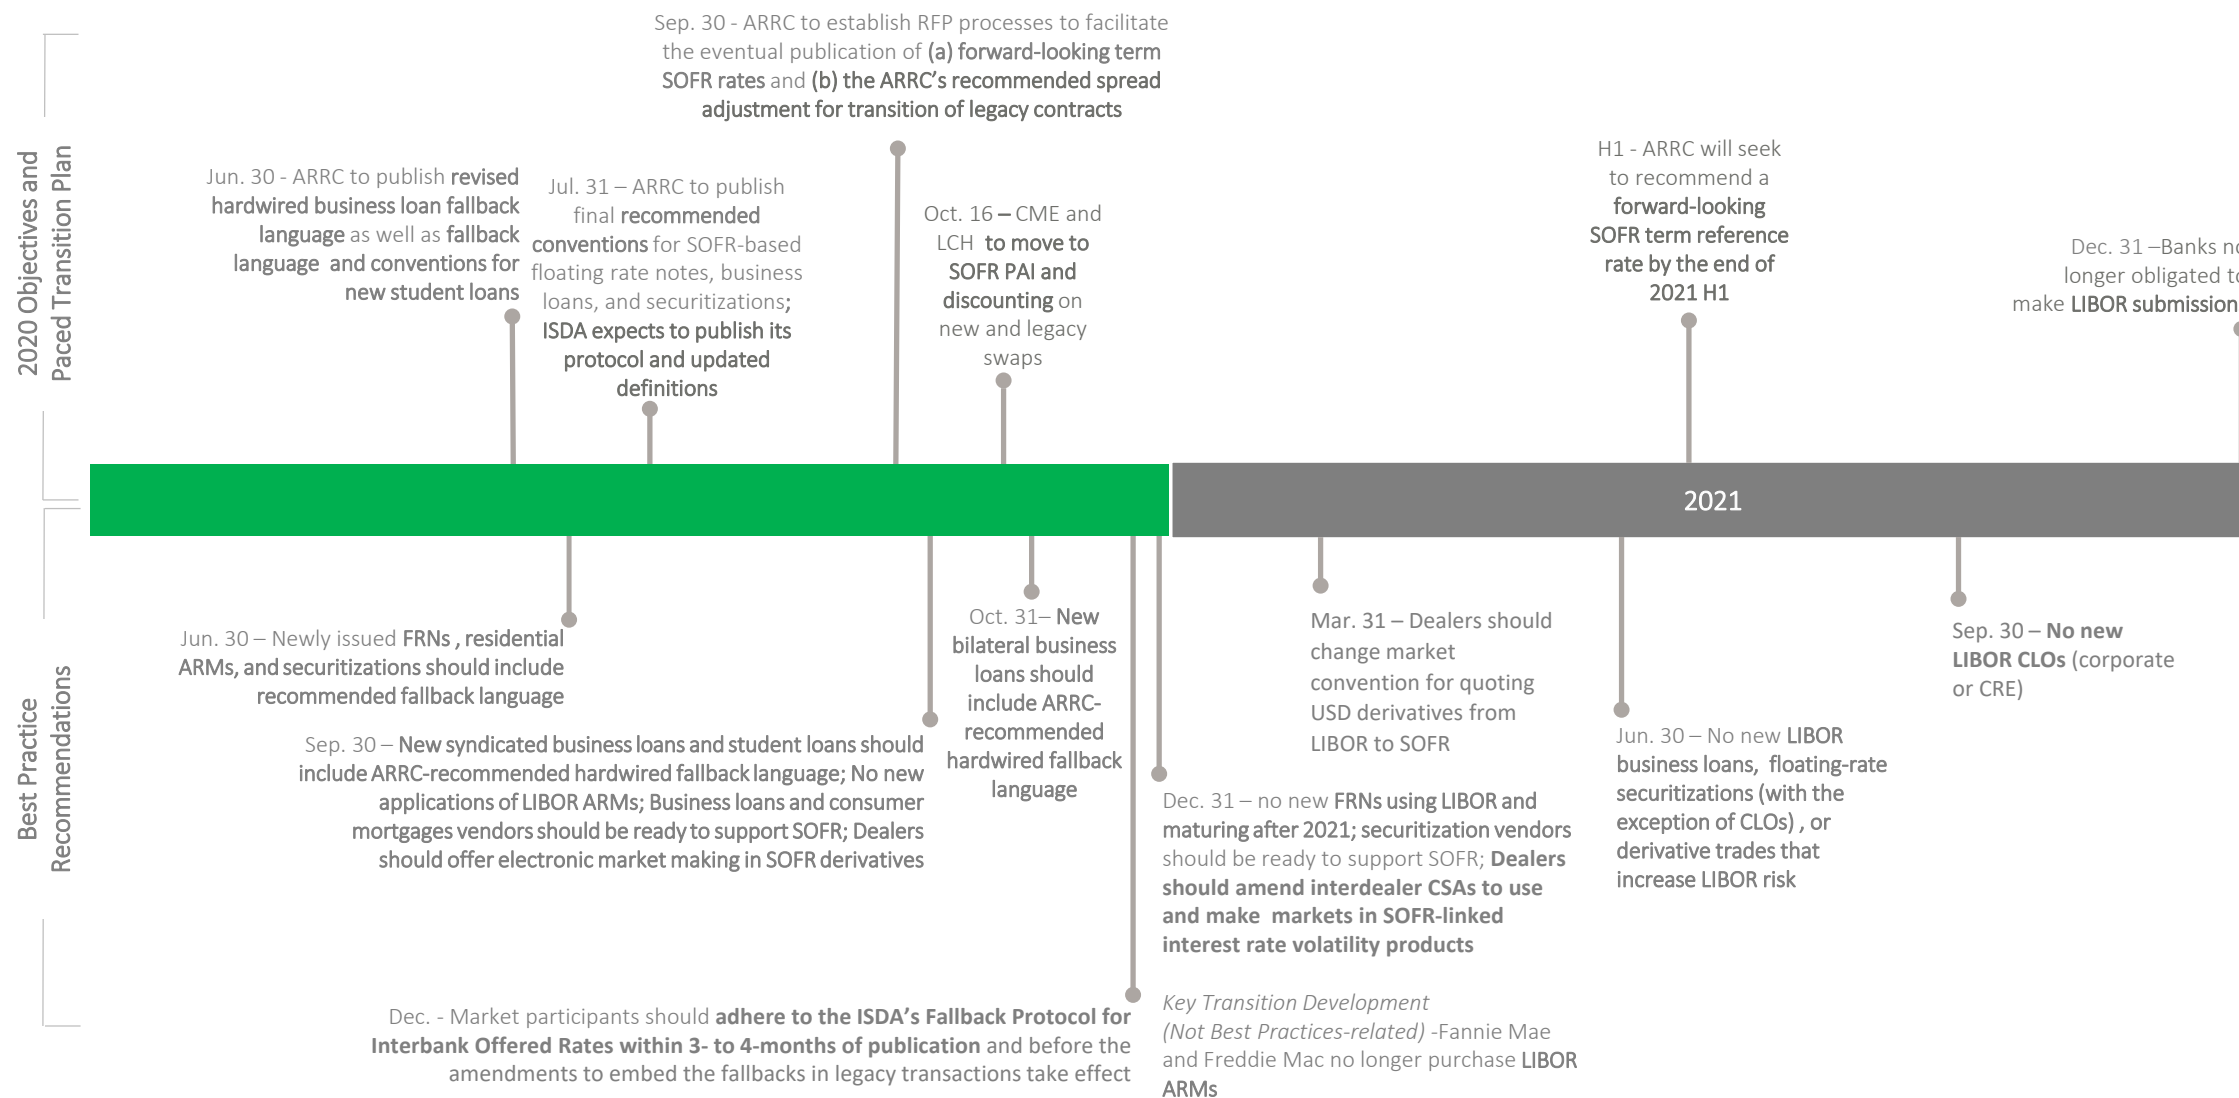 Sep. 30 - ARRC to establish RFP processes to facilitate
the eventual publication of (a) forward-looking term
SOFR rates and (b) the ARRC's recommended spread
adjustment for transition of legacy contracts
2020 Objectives and
Paced Transition Plan
Jun. 30 - ARRC to publish revised
hardwired business loan fallback
language as well as fallback
language and conventions for
new student loans
Jul. 31 – ARRC to publish
final recommended
conventions for SOFR-based
floating rate notes, business
loans, and securitizations;
ISDA expects to publish its
protocol and updated
definitions
Oct. 16 – CME and
LCH to move to
SOFR PAI and
discounting on
new and legacy
swaps
H1 - ARRC will seek
to recommend a
forward-looking
SOFR term reference
rate by the end of
2021 H1
Dec. 31 –Banks no
longer obligated to
make LIBOR submission
2021
Best Practice
Recommendations
Jun. 30 – Newly issued FRNs , residential
ARMs, and securitizations should include
recommended fallback language
Sep. 30 – New syndicated business loans and student loans should
include ARRC-recommended hardwired fallback language; No new
applications of LIBOR ARMs; Business loans and consumer
mortgages vendors should be ready to support SOFR; Dealers
should offer electronic market making in SOFR derivatives
Oct. 31– New
bilateral business
loans should
include ARRC-
recommended
hardwired fallback
language
Dec. - Market participants should adhere to the ISDA's Fallback Protocol for
Interbank Offered Rates within 3- to 4-months of publication and before the
amendments to embed the fallbacks in legacy transactions take effect
Dec. 31 – no new FRNs using LIBOR and
maturing after 2021; securitization vendors
should be ready to support SOFR; Dealers
should amend interdealer CSAs to use
and make markets in SOFR-linked
interest rate volatility products
Key Transition Development
(Not Best Practices-related) -Fannie Mae
and Freddie Mac no longer purchase LIBOR
ARMs
Mar. 31 – Dealers should
change market
convention for quoting
USD derivatives from
LIBOR to SOFR
Jun. 30 – No new LIBOR
business loans, floating-rate
securitizations (with the
exception of CLOs) , or
derivative trades that
increase LIBOR risk
Sep. 30 – No new
LIBOR CLOs (corporate
or CRE)